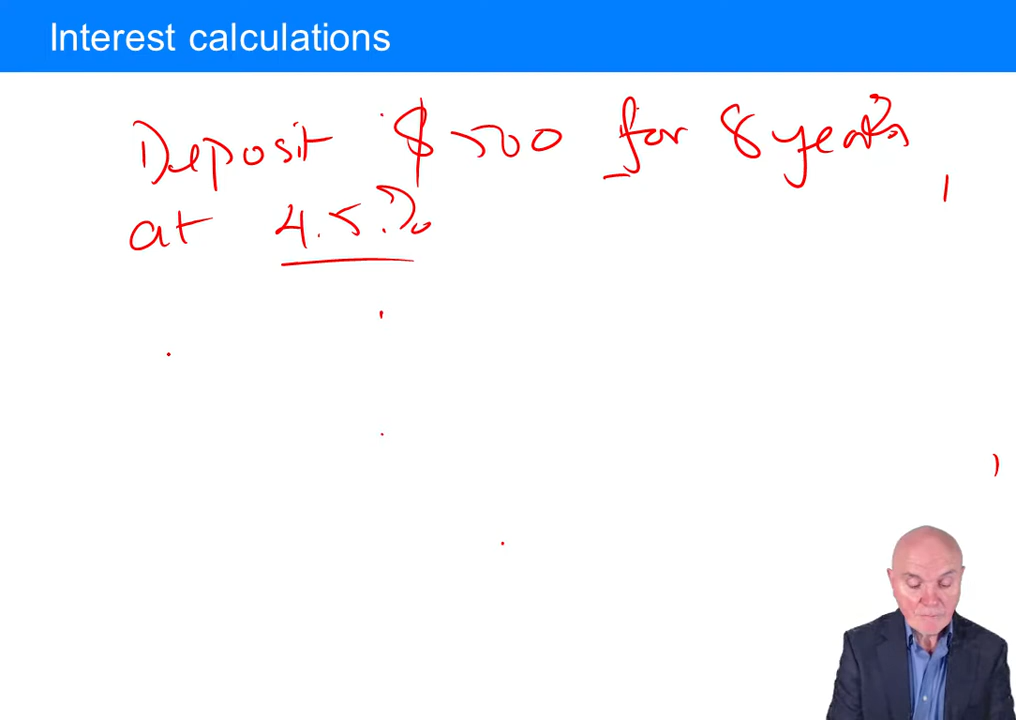 Interest calculations
Deposit $500 for 8 years
at 4.5%